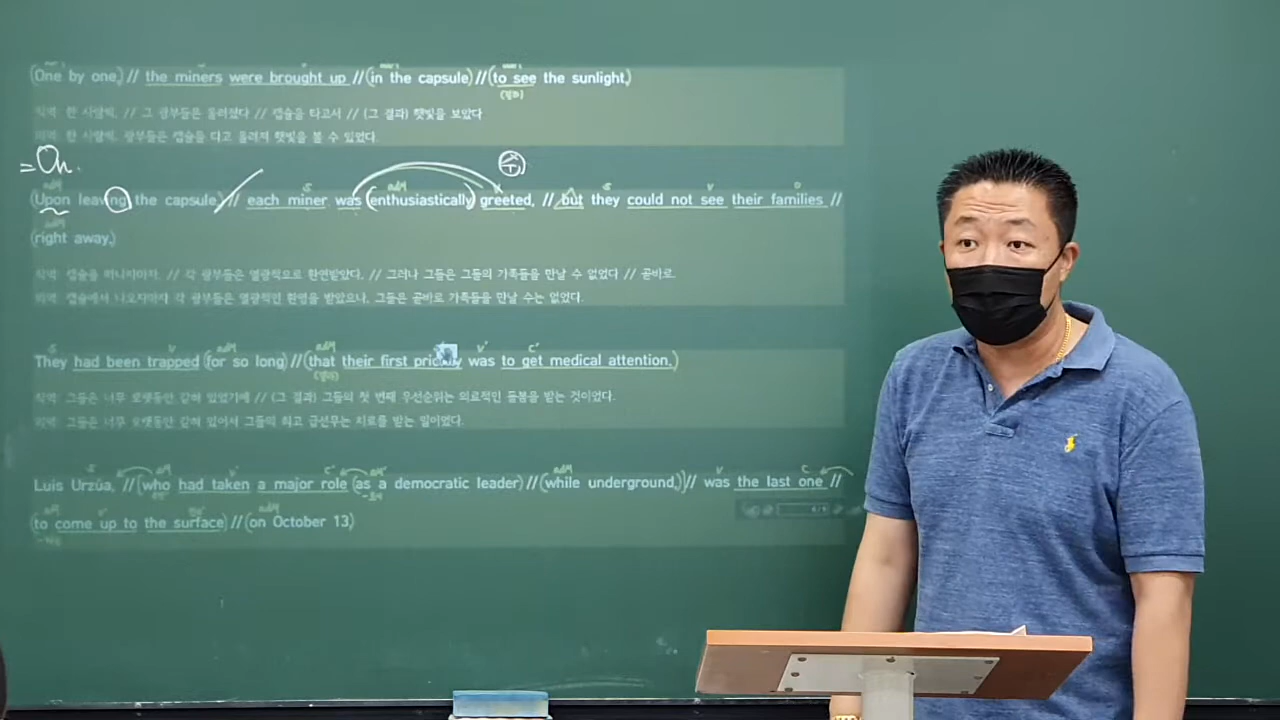 (One by one,) // the miners were brought up // (in the capsule) // (to see the sunlight.)
(결과)
직역: 한 사람씩, // 그 광부들은 올려졌다 // 캡슐을 타고서 // (그 결과) 햇빛을 보았다
의역: 한 사람씩, 광부들은 캡슐을 타고 올려져 햇빛을 볼 수 있었다.
=On.
수
adv S adv V S V O
(Upon leaving the capsule,) // each miner was (enthusiastically) greeted, // but they could not see their families //
(right away.)
직역: 캡슐을 떠나자마자, // 각 광부들은 열광적으로 환영받았다. // 그러나 그들은 그들의 가족들을 만날 수 없었다 // 곧바로.
의역: 캡슐에서 나오자마자 각 광부들은 열광적인 환영을 받았으나, 그들은 곧바로 가족들을 만날 수는 없었다.
S V adv adv V' C'
They had been trapped (for so long) // (that their first priority was to get medical attention.)
(결과)
직역: 그들은 너무 오랫동안 갇혀 있었기에 // (그 결과) 그들의 첫 번째 우선순위는 의료적인 돌봄을 받는 것이었다.
의역: 그들은 너무 오랫동안 갇혀 있어서 그들의 최고 급선무는 치료를 받는 일이었다.
Luis Urzúa, // (who had taken a major role (as a democratic leader) // (while underground,)) // was the last one //
(to come up to the surface) // (on October 13)